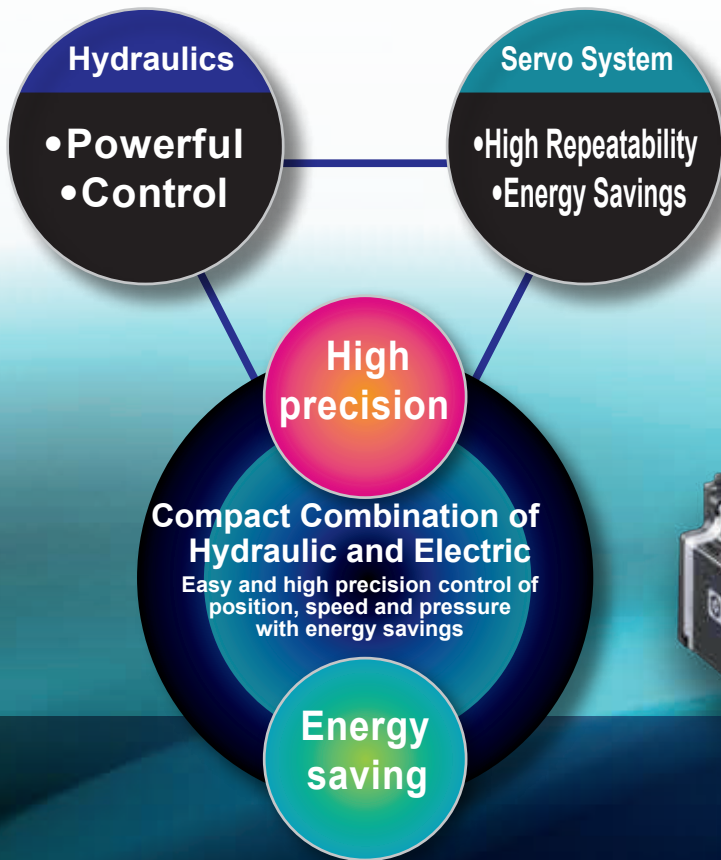 Hydraulics
•Powerful
•Control
Servo System
•High Repeatability
•Energy Savings
High
precision
Compact Combination of
Hydraulic and Electric
Easy and high precision control of
position, speed and pressure
with energy savings
Energy
saving